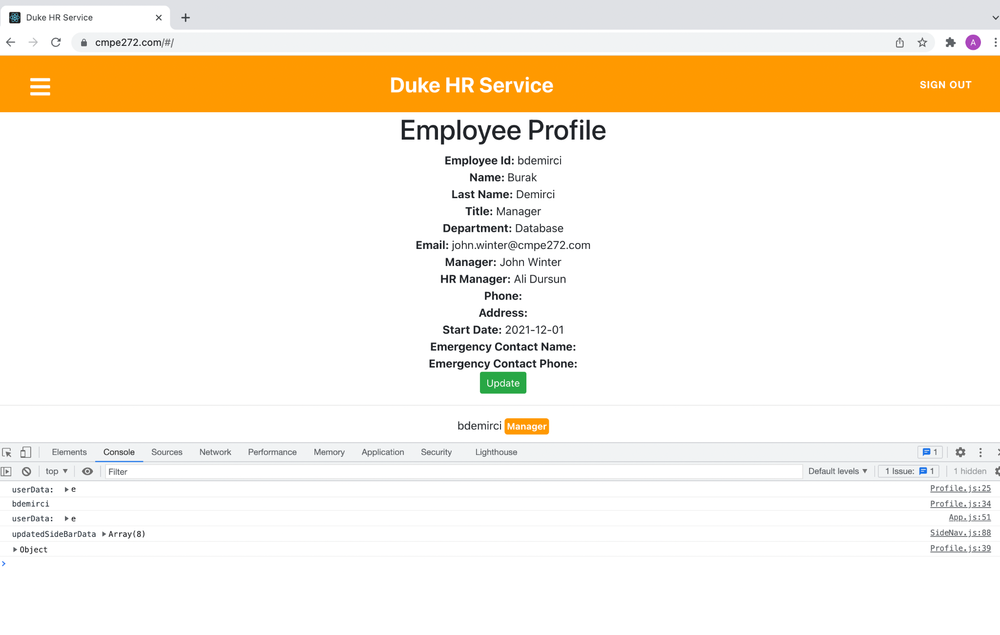 Duke HR Service
cmpe272.com/#/
A
Duke HR Service
SIGN OUT
Employee Profile
Employee Id: bdemirci
Name: Burak
Last Name: Demirci
Title: Manager
Department: Database
Email: john.winter@cmpe272.com
Manager: John Winter
HR Manager: Ali Dursun
Phone:
Address:
Start Date: 2021-12-01
Emergency Contact Name:
Emergency Contact Phone:
Update
bdemirci Manager
Elements Console Sources Network Performance Memory Application Security Lighthouse 1
top Filter Default levels 1 Issue: 1 1 hidden
userData: e Profile.js:25
bdemirci Profile.js:34
userData: e App.js:51
updatedSideBarData Array(8) SideNav.js:88
Object Profile.js:39